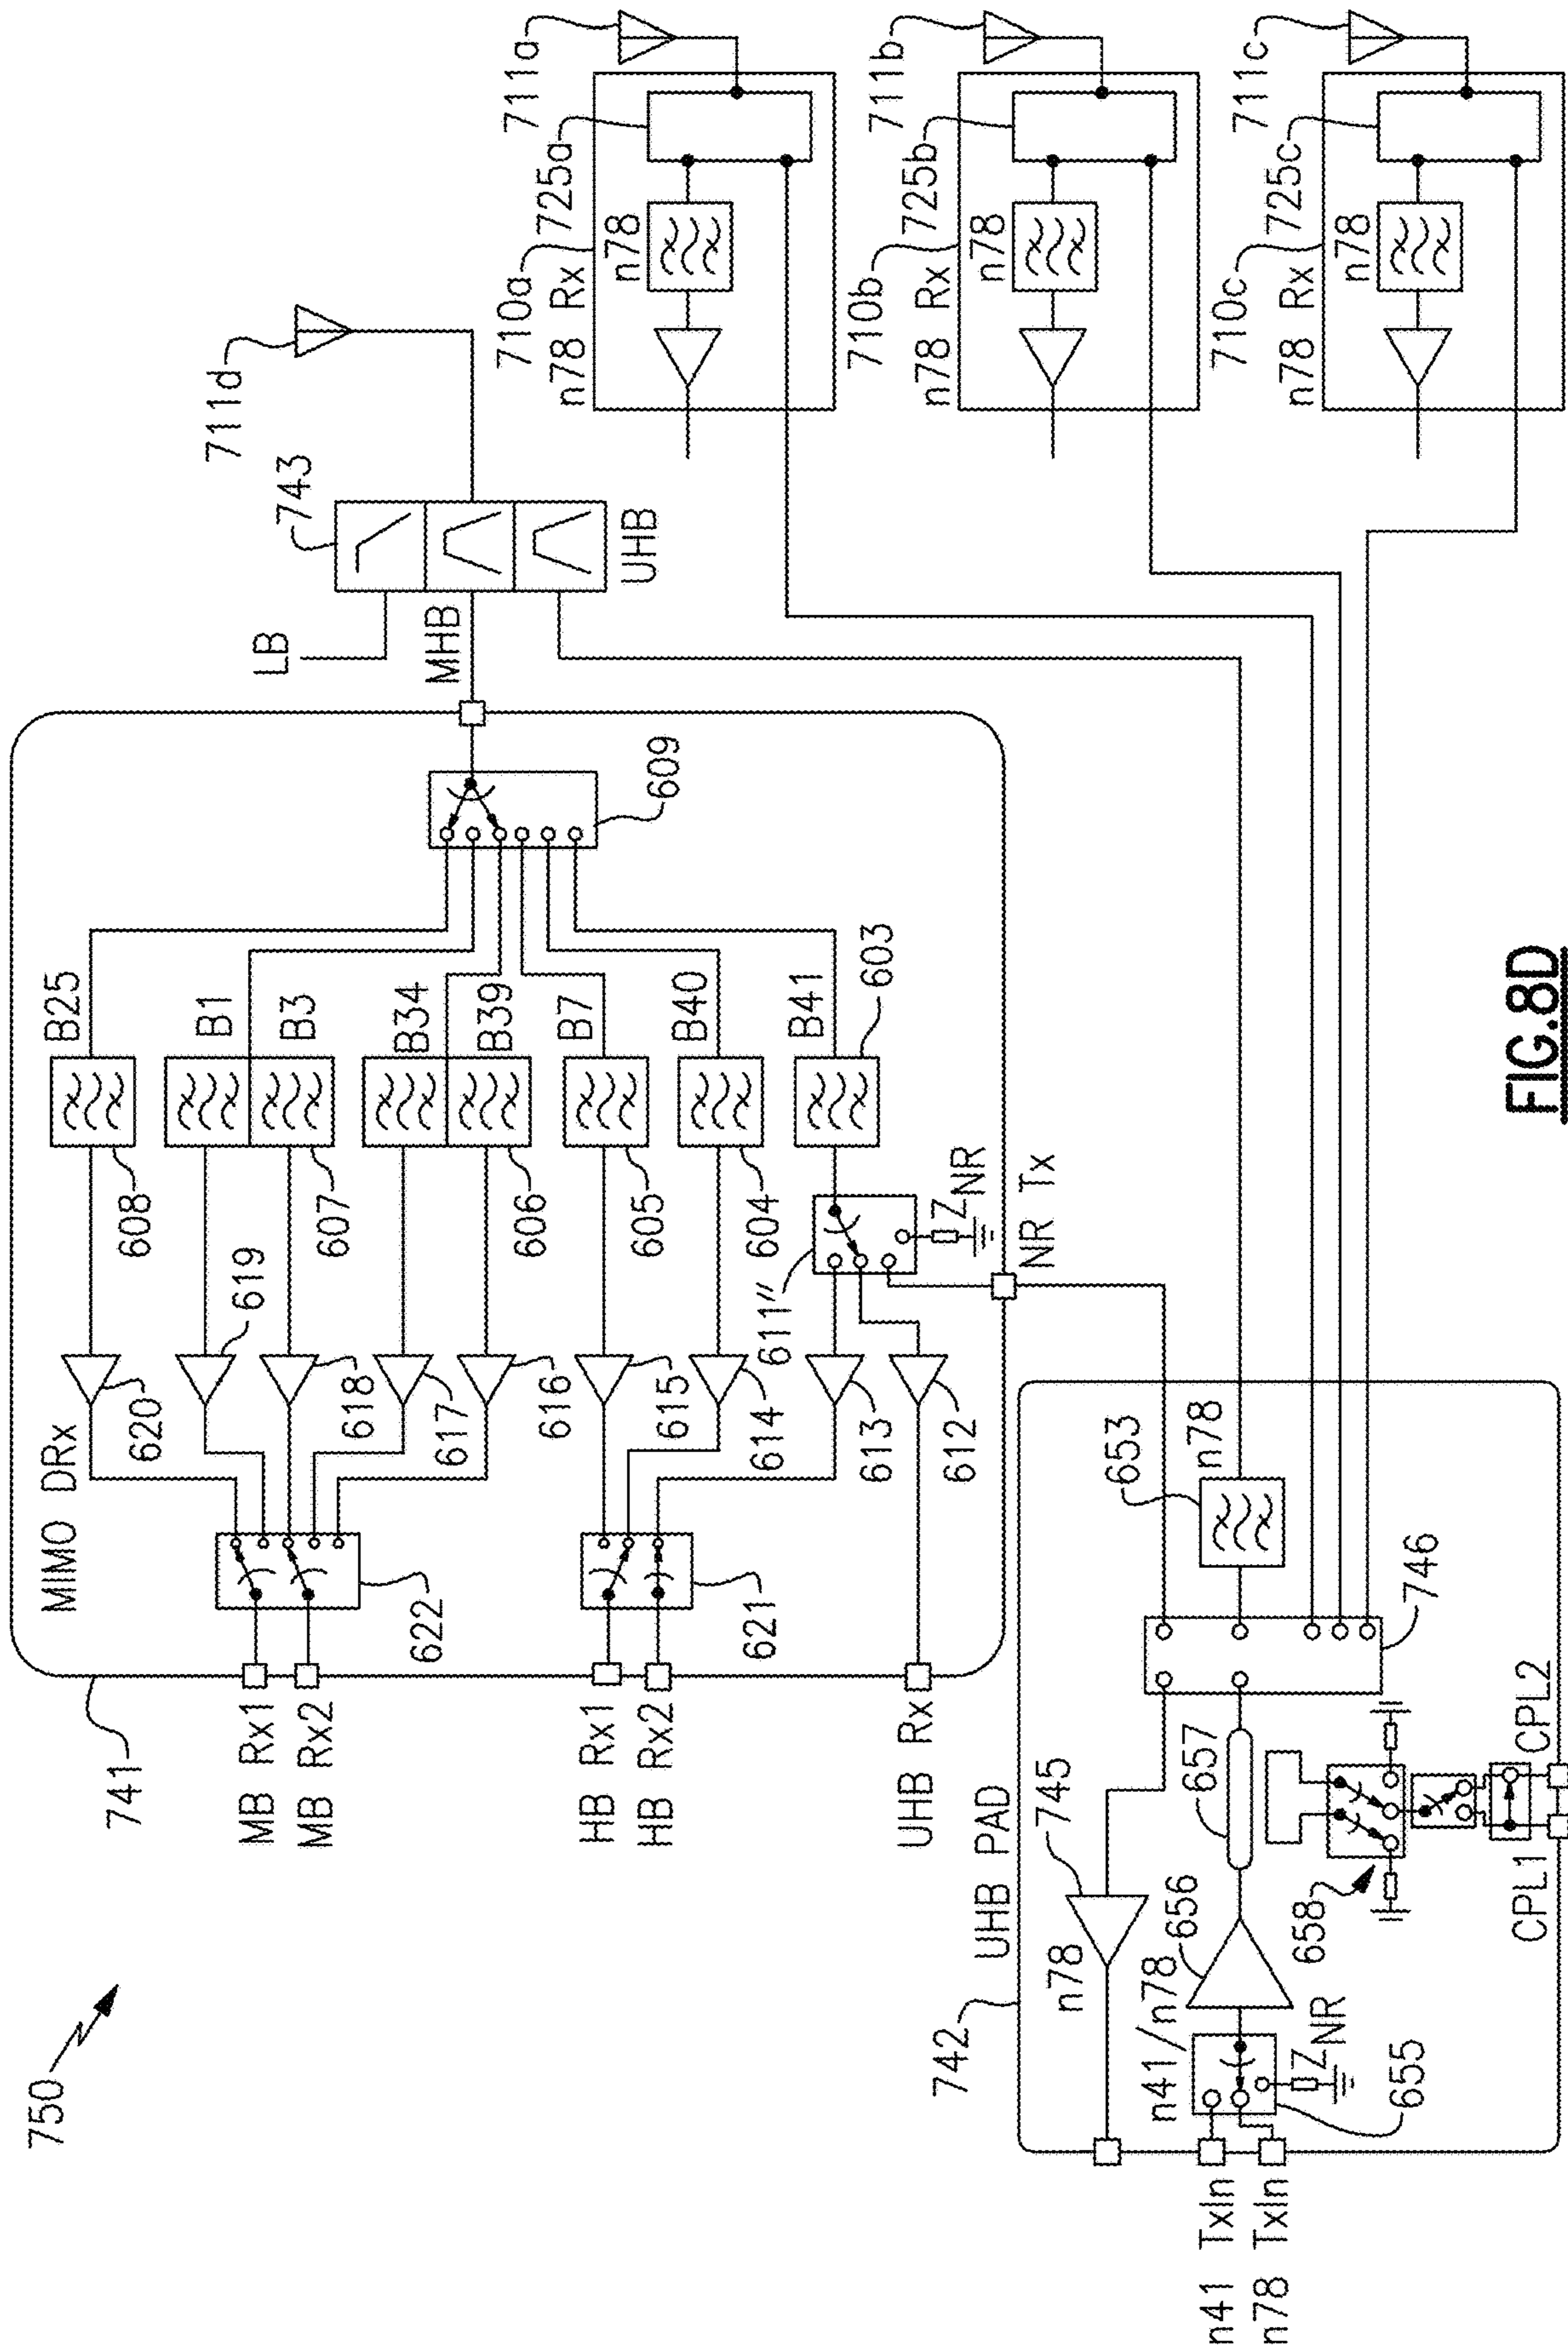 750
741
MIMO DRx
MB Rx1
MB Rx2
HB Rx1
HB Rx2
UHB Rx
622
621
620
619
618
617
616
615
614
613
612
611"
608
607
606
605
604
603
B25
B1
B3
B34
B39
B7
B40
B41
609
ZNR
NR Tx
LB
MHB
UHB
743
711d
711a
710a
725a
n78 Rx
n78
711b
710b
725b
n78 Rx
n78
711c
710c
725c
n78 Rx
n78
742
UHB PAD
745
n78
n41/n78
656
657
653
n78
746
658
655
ZNR
n41 TxIn
n78 TxIn
CPL1
CPL2
FIG.8D